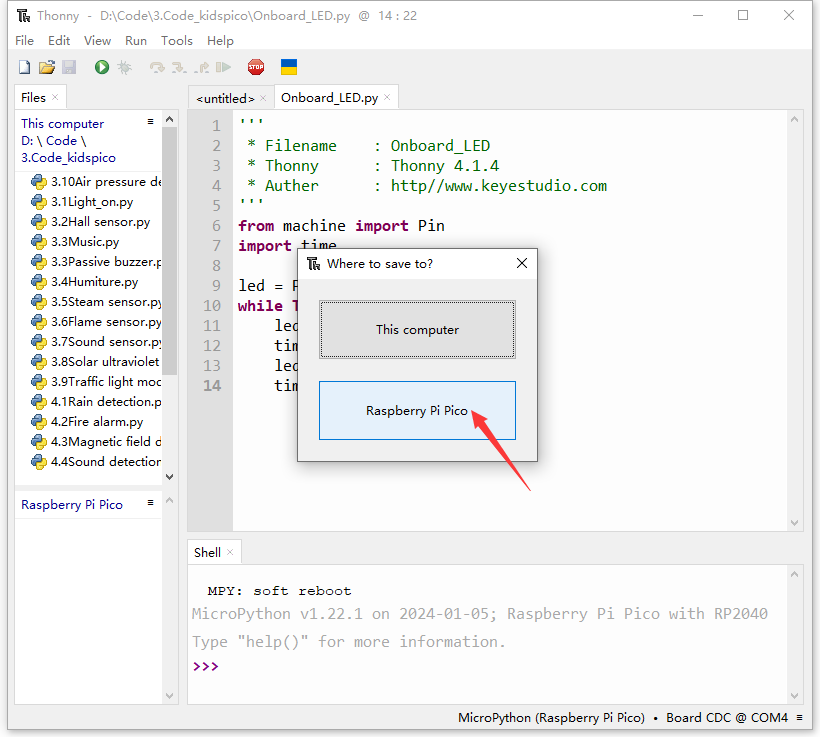 Thonny - D:\Code\3.Code_kidspico\Onboard_LED.py @ 14 : 22
File Edit View Run Tools Help
STOP
Files
This computer
D: \ Code \
3.Code_kidspico
3.10Air pressure de
3.1Light_on.py
3.2Hall sensor.py
3.3Music.py
3.3Passive buzzer.p
3.4Humiture.py
3.5Steam sensor.py
3.6Flame sensor.py
3.7Sound sensor.py
3.8Solar ultraviolet
3.9Traffic light mod
4.1Rain detection.p
4.2Fire alarm.py
4.3Magnetic field d
4.4Sound detection
Raspberry Pi Pico
<untitled> Onboard_LED.py
1 '''
2 * Filename : Onboard_LED
3 * Thonny : Thonny 4.1.4
4 * Auther : http//www.keyestudio.com
5 '''
6 from machine import Pin
7 import time
8
9 led = P
10 while T
11 led
12 tim
13 led
14 tim
Where to save to?
This computer
Raspberry Pi Pico
Shell
MPY: soft reboot
MicroPython v1.22.1 on 2024-01-05; Raspberry Pi Pico with RP2040
Type "help()" for more information.
>>>
MicroPython (Raspberry Pi Pico) • Board CDC @ COM4